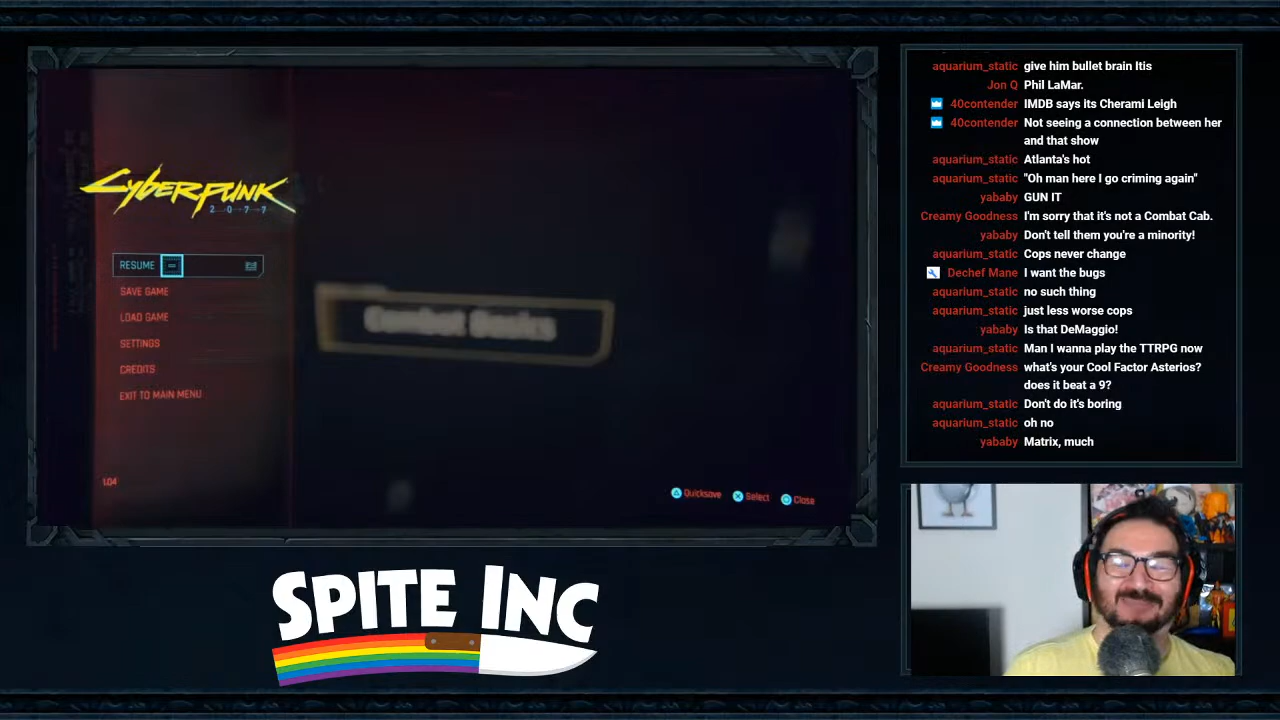 CYBERPUNK
2077
RESUME
SAVE GAME
LOAD GAME
SETTINGS
CREDITS
EXIT TO MAIN MENU
1.04
Combat Basics
Quicksave
Select
Close
SPITE INC
aquarium_static give him bullet brain Itis
Jon Q Phil LaMar.
40contender IMDB says its Cherami Leigh
40contender Not seeing a connection between her
and that show
aquarium_static Atlanta's hot
aquarium_static "Oh man here I go criming again"
yababy GUN IT
Creamy Goodness I'm sorry that it's not a Combat Cab.
yababy Don't tell them you're a minority!
aquarium_static Cops never change
Dechef Mane I want the bugs
aquarium_static no such thing
aquarium_static just less worse cops
yababy Is that DeMaggio!
aquarium_static Man I wanna play the TTRPG now
Creamy Goodness what's your Cool Factor Asterios?
does it beat a 9?
aquarium_static Don't do it's boring
aquarium_static oh no
yababy Matrix, much